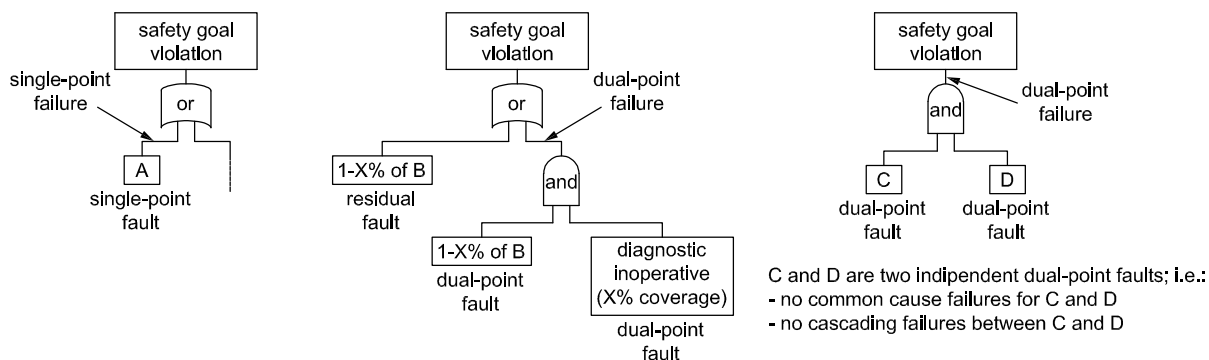 safety goal
violation
single-point
failure
or
A
single-point
fault
safety goal
violation
dual-point
failure
or
1-X% of B
residual
fault
and
1-X% of B
dual-point
fault
diagnostic
inoperative
(X% coverage)
dual-point
fault
safety goal
violation
and
dual-point
failure
C
dual-point
fault
D
dual-point
fault
C and D are two indipendent dual-point faults; i.e.:
- no common cause failures for C and D
- no cascading failures between C and D